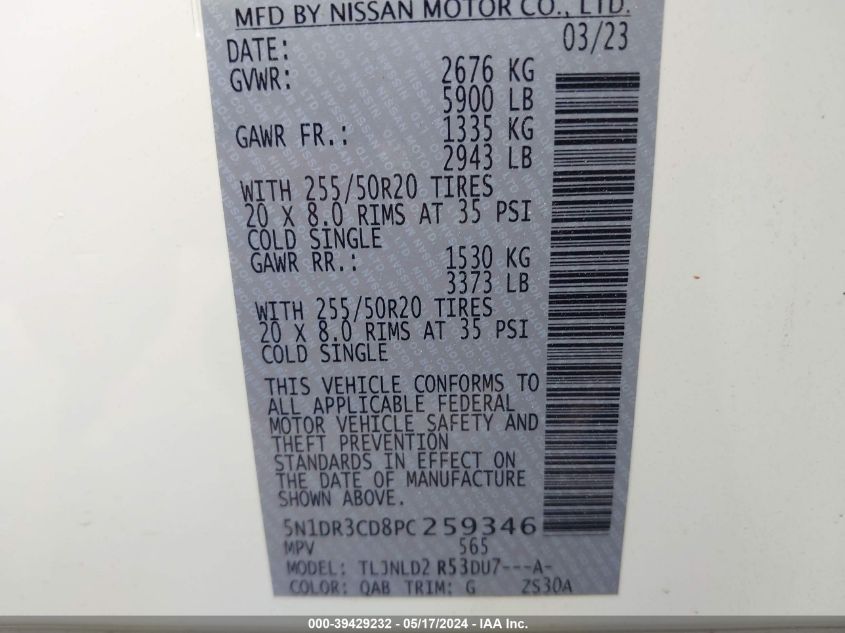 MFD BY NISSAN MOTOR CO., LTD.
DATE: 03/23
GVWR: 2676 KG
5900 LB
GAWR FR.: 1335 KG
2943 LB
WITH 255/50R20 TIRES
20 X 8.0 RIMS AT 35 PSI
COLD SINGLE
GAWR RR.: 1530 KG
3373 LB
WITH 255/50R20 TIRES
20 X 8.0 RIMS AT 35 PSI
COLD SINGLE
THIS VEHICLE CONFORMS TO
ALL APPLICABLE FEDERAL
MOTOR VEHICLE SAFETY AND
THEFT PREVENTION
STANDARDS IN EFFECT ON
THE DATE OF MANUFACTURE
SHOWN ABOVE.
5N1DR3CD8PC259346
MPV 565
MODEL: TLJNLD2 R53DU7---A-
COLOR: QAB TRIM: G 2S30A
000-39429232 - 05/17/2024 - IAA Inc.